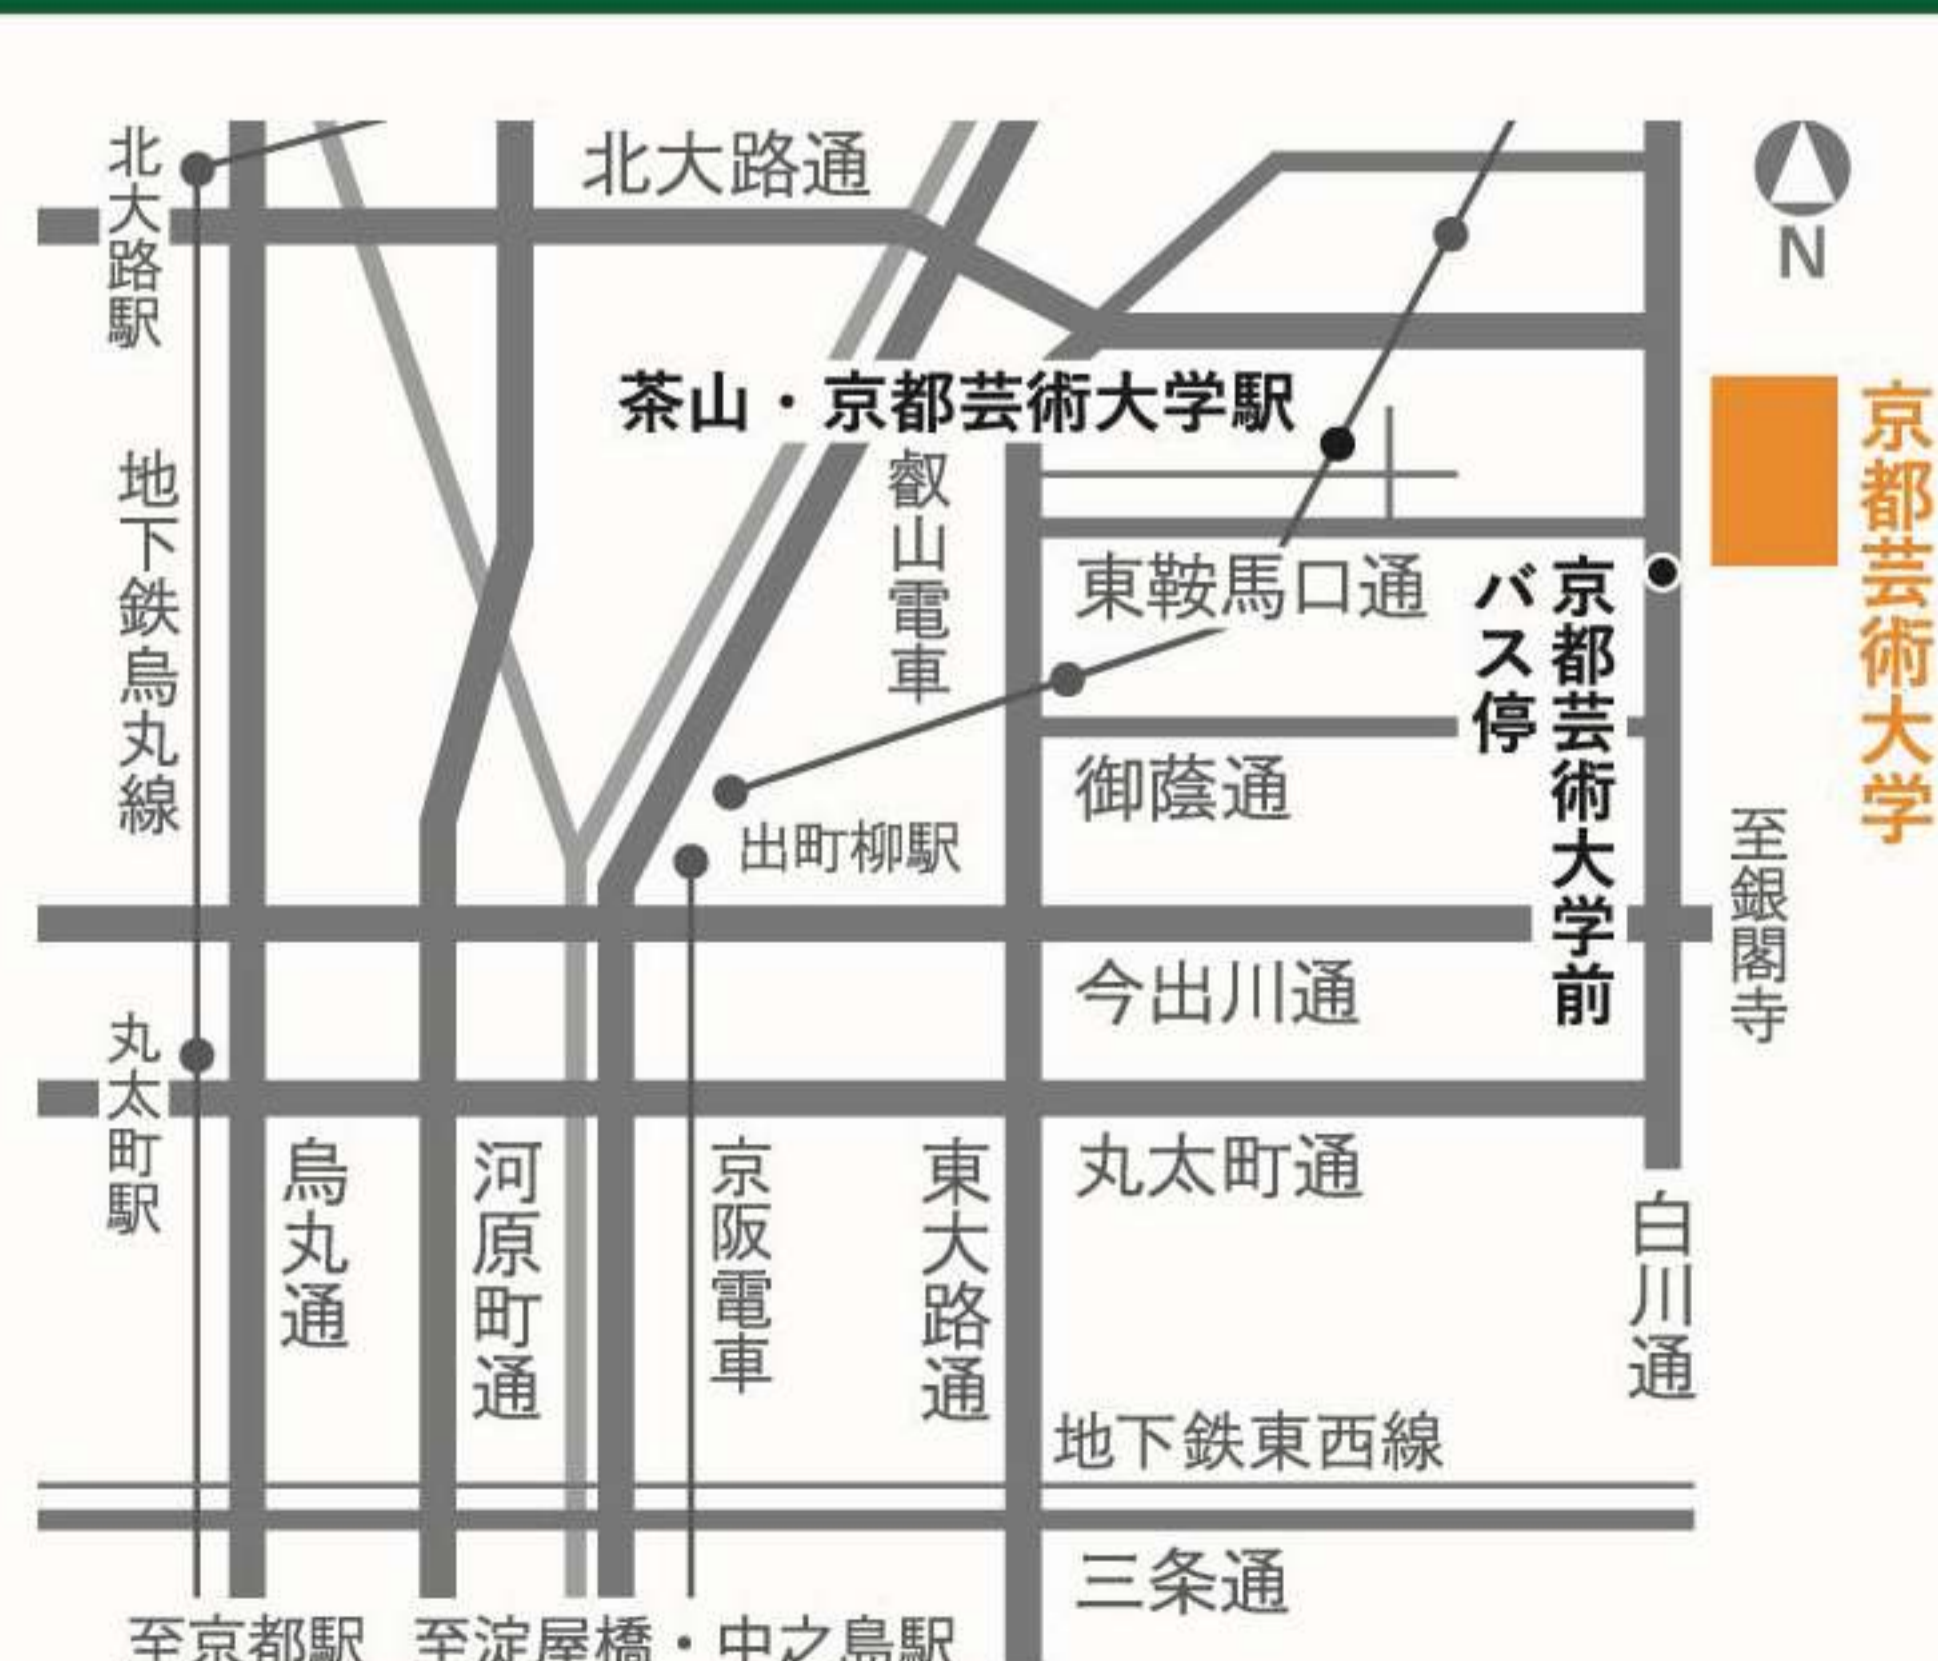 北大路駅
北大路通
N
茶山・京都芸術大学駅
京都芸術大学
地下鉄烏丸線
叡山電車
東鞍馬口通
京都芸術大学前
バス停
御蔭通
出町柳駅
至銀閣寺
今出川通
丸太町駅
烏丸通
河原町通
京阪電車
東大路通
丸太町通
白川通
地下鉄東西線
三条通
至京都駅
至淀屋橋・中之島駅